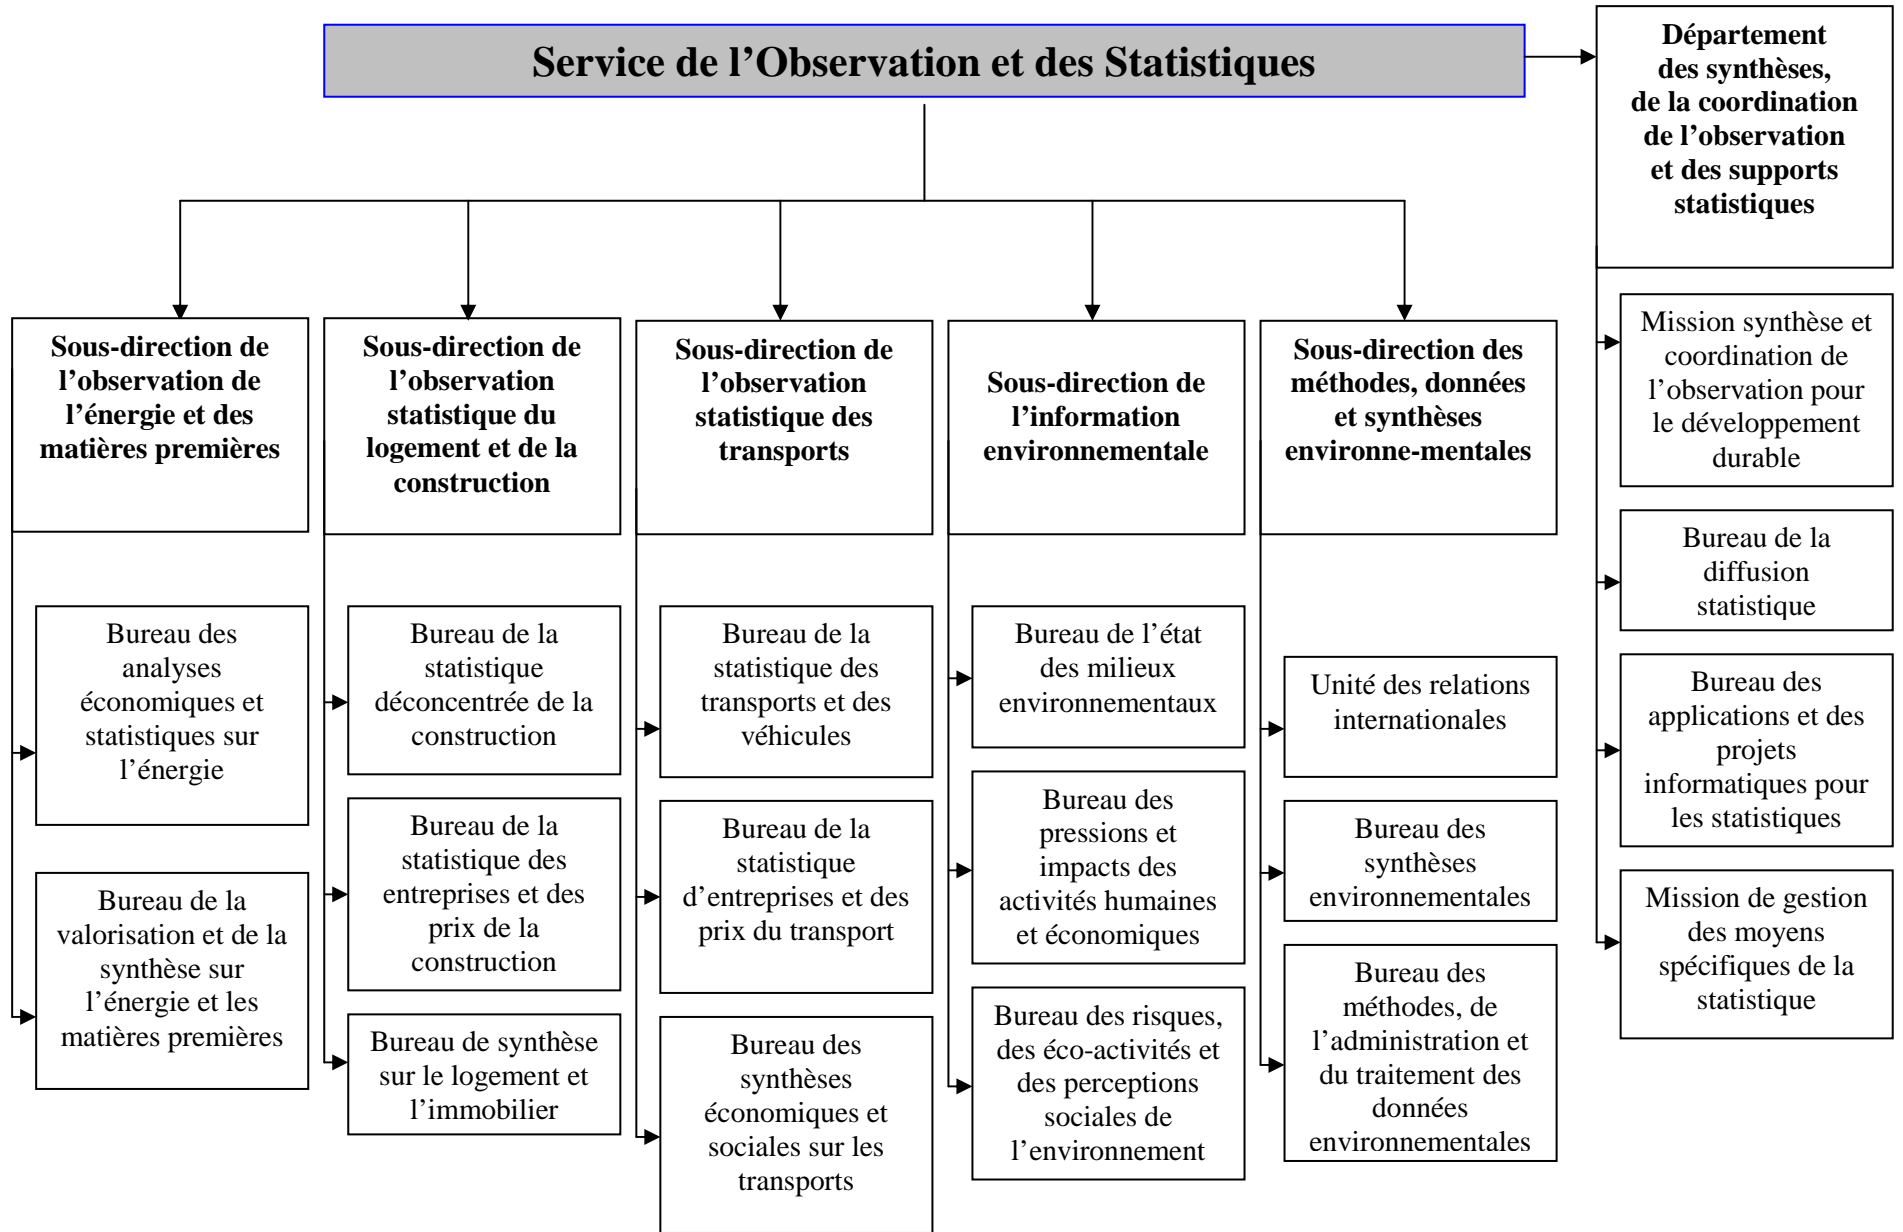 Service de l’Observation et des Statistiques
Département
des synthèses,
de la coordination
de l’observation
et des supports
statistiques
Sous-direction de
l’observation de
l’énergie et des
matières premières
Bureau des
analyses
économiques et
statistiques sur
l’énergie
Bureau de la
valorisation et de la
synthèse sur
l’énergie et les
matières premières
Sous-direction de
l’observation
statistique du
logement et de la
construction
Bureau de la
statistique
déconcentrée de la
construction
Bureau de la
statistique des
entreprises et des
prix de la
construction
Bureau de synthèse
sur le logement et
l’immobilier
Sous-direction de
l’observation
statistique des
transports
Bureau de la
statistique des
transports et des
véhicules
Bureau de la
statistique
d’entreprises et des
prix du transport
Bureau des
synthèses
économiques et
sociales sur les
transports
Sous-direction de
l’information
environnementale
Bureau de l’état
des milieux
environnementaux
Bureau des
pressions et
impacts des
activités humaines
et économiques
Bureau des risques,
des éco-activités et
des perceptions
sociales de
l’environnement
Sous-direction des
méthodes, données
et synthèses
environne-mentales
Unité des relations
internationales
Bureau des
synthèses
environnementales
Bureau des
méthodes, de
l’administration et
du traitement des
données
environnementales
Mission synthèse et
coordination de
l’observation pour
le développement
durable
Bureau de la
diffusion
statistique
Bureau des
applications et des
projets
informatiques pour
les statistiques
Mission de gestion
des moyens
spécifiques de la
statistique